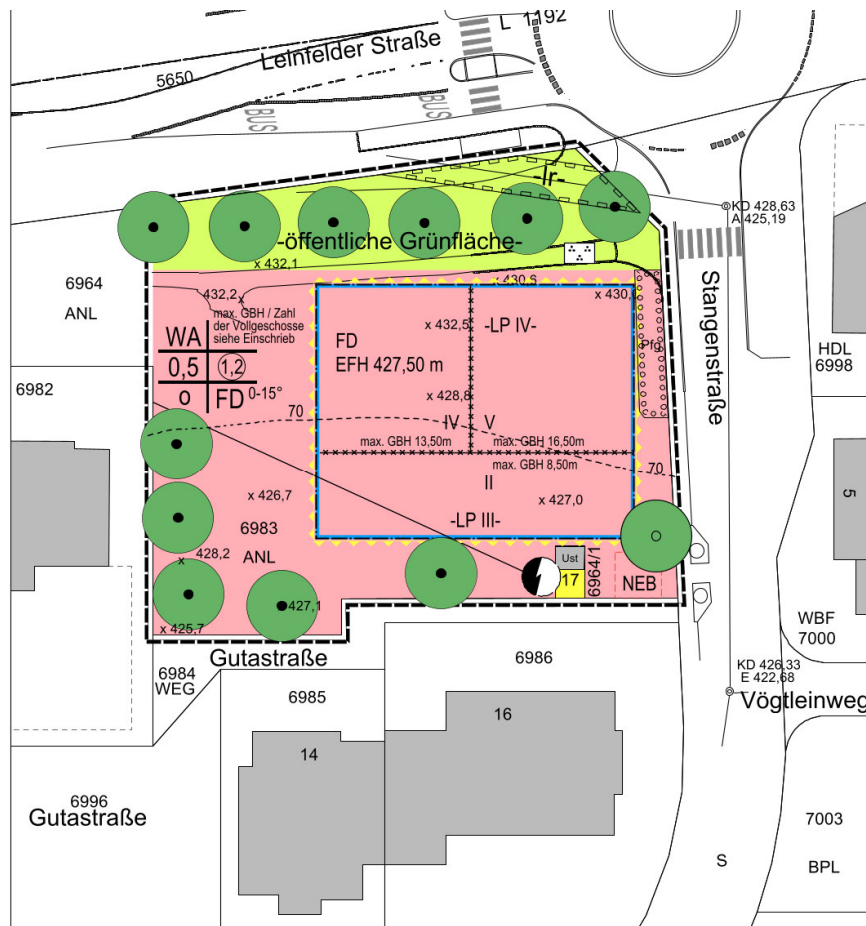 L 1192
Leinfelder Straße
5650
BUS
BUS
-lr-
KD 428,63
A 425,19
-öffentliche Grünfläche-
x 432,1
6964
ANL
432,2
x
max. GBH / Zahl
der Vollgeschosse
siehe Einschrieb
x 432,5
-LP IV-
x 430,6
Stangenstraße
WA
0,5
1,2
o
FD 0-15°
FD
EFH 427,50 m
Pfg
HDL
6998
6982
x 428,8
70
IV
V
max. GBH 13,50m
max. GBH 16,50m
max. GBH 8,50m
70
II
x 426,7
x 427,0
5
6983
-LP III-
ANL
428,2
x
Ust
17
6964/1
NEB
427,1
x 425,7
WBF
7000
Gutastraße
6984
WEG
6986
KD 426,33
E 422,68
Vögtleinweg
6985
16
14
6996
Gutastraße
7003
S
BPL